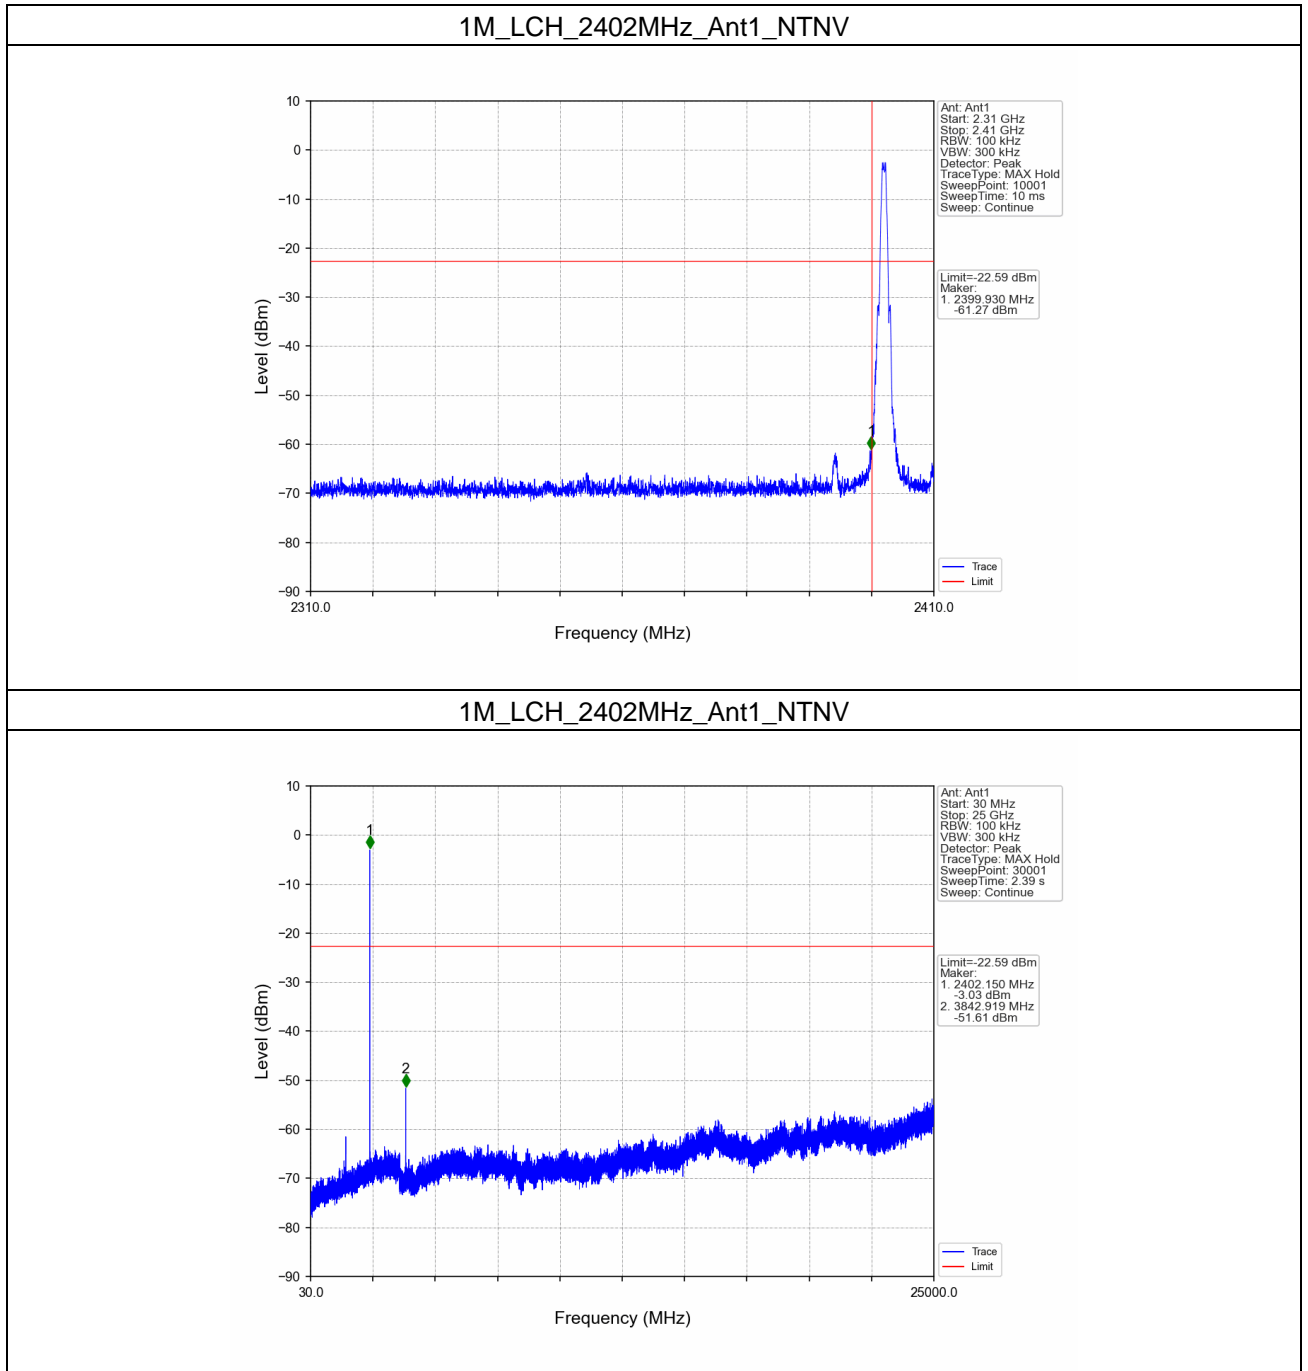 1M_LCH_2402MHz_Ant1_NTNV
10
0
−10
−20
−30
−40
−50
−60
−70
−80
−90
Level (dBm)
1
2310.0
2410.0
Frequency (MHz)
Ant: Ant1
Start: 2.31 GHz
Stop: 2.41 GHz
RBW: 100 kHz
VBW: 300 kHz
Detector: Peak
TraceType: MAX Hold
SweepPoint: 10001
SweepTime: 10 ms
Sweep: Continue
Limit=-22.59 dBm
Maker:
1. 2399.930 MHz
-61.27 dBm
Trace
Limit
1M_LCH_2402MHz_Ant1_NTNV
10
0
−10
−20
−30
−40
−50
−60
−70
−80
−90
Level (dBm)
1
2
30.0
25000.0
Frequency (MHz)
Ant: Ant1
Start: 30 MHz
Stop: 25 GHz
RBW: 100 kHz
VBW: 300 kHz
Detector: Peak
TraceType: MAX Hold
SweepPoint: 30001
SweepTime: 2.39 s
Sweep: Continue
Limit=-22.59 dBm
Maker:
1. 2402.150 MHz
-3.03 dBm
2. 3842.919 MHz
-51.61 dBm
Trace
Limit